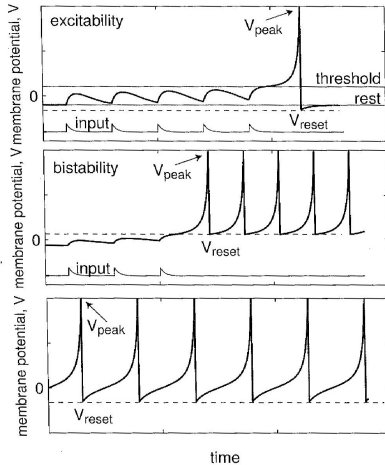 membrane potential, V
excitability
Vpeak
threshold
0
rest
input
Vreset
membrane potential, V
bistability
Vpeak
0
Vreset
input
membrane potential, V
Vpeak
0
Vreset
time